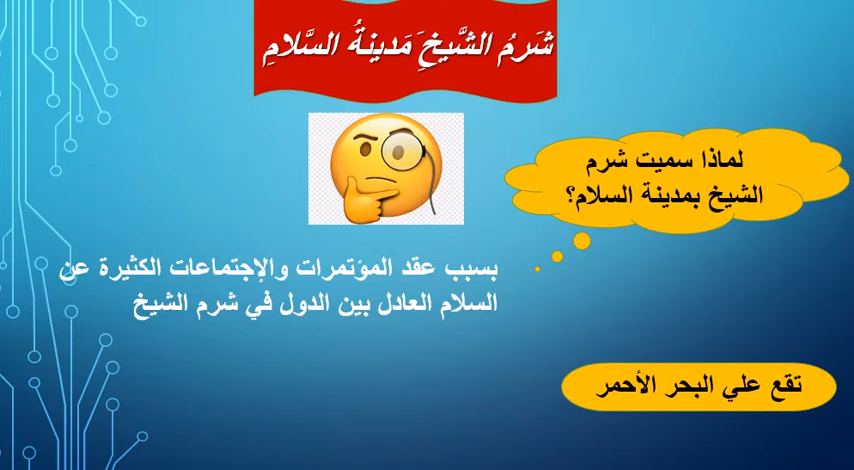 شَرمُ الشَّيخَِ مَدينةُ السَّلامِ
لماذا سميت شرم
الشيخ بمدينة السلام؟
بسبب عقد المؤتمرات والإجتماعات الكثيرة عن
السلام العادل بين الدول في شرم الشيخ
تقع علي البحر الأحمر